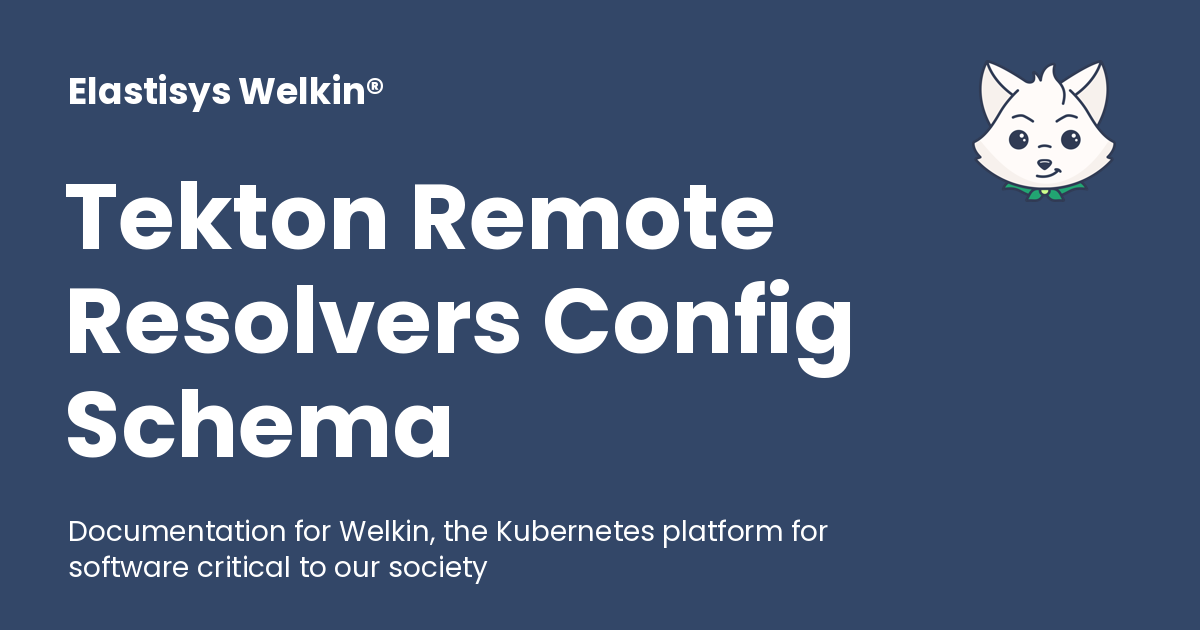 Elastisys Welkin®
Tekton Remote
Resolvers Config
Schema
Documentation for Welkin, the Kubernetes platform for
software critical to our society